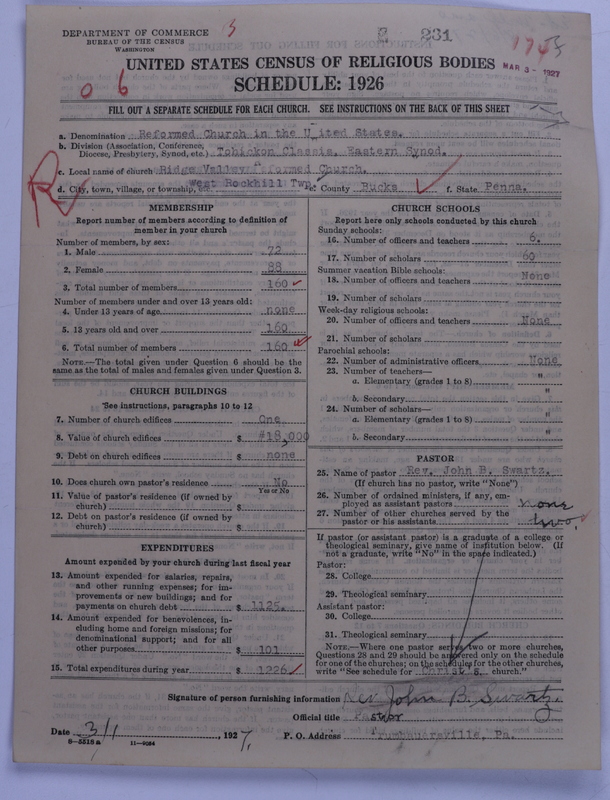 DEPARTMENT OF COMMERCE
BUREAU OF THE CENSUS
WASHINGTON
3
231
UNITED STATES CENSUS OF RELIGIOUS BODIES
MAR 3 - 1927
0 6
SCHEDULE: 1926
FILL OUT A SEPARATE SCHEDULE FOR EACH CHURCH. SEE INSTRUCTIONS ON THE BACK OF THIS SHEET
a. Denomination Reformed Church in the United States.
b. Division (Association, Conference,
Diocese, Presbytery, Synod, etc.) Tohickon Classis. Eastern Synod.
c. Local name of church Ridge Valley Reformed Church.
d. City, town, village, or township, etc. West Rockhill Twp. e. County Bucks f. State Penna.
R
MEMBERSHIP
Report number of members according to definition of
member in your church
Number of members, by sex:
1. Male 72
2. Female 88
3. Total number of members 160
Number of members under and over 13 years old:
4. Under 13 years of age none
5. 13 years old and over 160
6. Total number of members 160
NOTE.—The total given under Question 6 should be the
same as the total of males and females given under Question 3.
CHURCH BUILDINGS
See instructions, paragraphs 10 to 12
7. Number of church edifices One
8. Value of church edifices $ #18,000
9. Debt on church edifices $ none
10. Does church own pastor's residence No
Yes or No
11. Value of pastor's residence (if owned by
church) $
12. Debt on pastor's residence (if owned by
church) $
EXPENDITURES
Amount expended by your church during last fiscal year
13. Amount expended for salaries, repairs,
and other running expenses; for im-
provements or new buildings; and for
payments on church debt $ 1125.
14. Amount expended for benevolences, in-
cluding home and foreign missions; for
denominational support; and for all
other purposes $ 101
15. Total expenditures during year $ 1226
CHURCH SCHOOLS
Report here only schools conducted by this church
Sunday schools:
16. Number of officers and teachers 6.
17. Number of scholars 60
Summer vacation Bible schools:
18. Number of officers and teachers None
19. Number of scholars
Week-day religious schools:
20. Number of officers and teachers None
21. Number of scholars
Parochial schools:
22. Number of administrative officers None
23. Number of teachers—
a. Elementary (grades 1 to 8) "
b. Secondary "
24. Number of scholars—
a. Elementary (grades 1 to 8) "
b. Secondary "
PASTOR
25. Name of pastor Rev. John B. Swartz.
(If church has no pastor, write "None")
26. Number of ordained ministers, if any, em-
ployed as assistant pastors none
27. Number of other churches served by the
pastor or his assistants two.
If pastor (or assistant pastor) is a graduate of a college or
theological seminary, give name of institution below. (If
not a graduate, write "No" in the space indicated.)
Pastor:
28. College
29. Theological seminary
Assistant pastor:
30. College
31. Theological seminary
NOTE.—Where one pastor serves two or more churches,
Questions 28 and 29 should be answered only on the schedule
for one of the churches; on the schedules for the other churches,
write "See schedule for Christ's church."
Signature of person furnishing information Rev. John B. Swartz.
Official title Pastor
Date 3/1, 1927. P. O. Address Trumbauersville, Pa.
6-5518a 11-9034